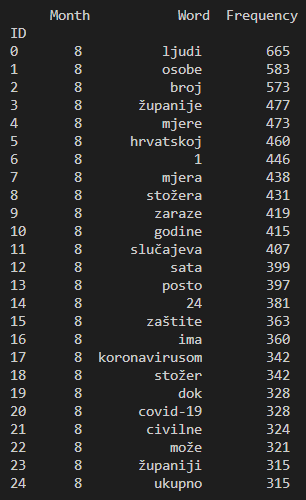 Month Word Frequency
ID
0 8 ljudi 665
1 8 osobe 583
2 8 broj 573
3 8 županije 477
4 8 mjere 473
5 8 hrvatskoj 460
6 8 1 446
7 8 mjera 438
8 8 stožera 431
9 8 zaraze 419
10 8 godine 415
11 8 slučajeva 407
12 8 sata 399
13 8 posto 397
14 8 24 381
15 8 zaštite 363
16 8 ima 360
17 8 koronavirusom 342
18 8 stožer 342
19 8 dok 328
20 8 covid-19 328
21 8 civilne 324
22 8 može 321
23 8 županiji 315
24 8 ukupno 315